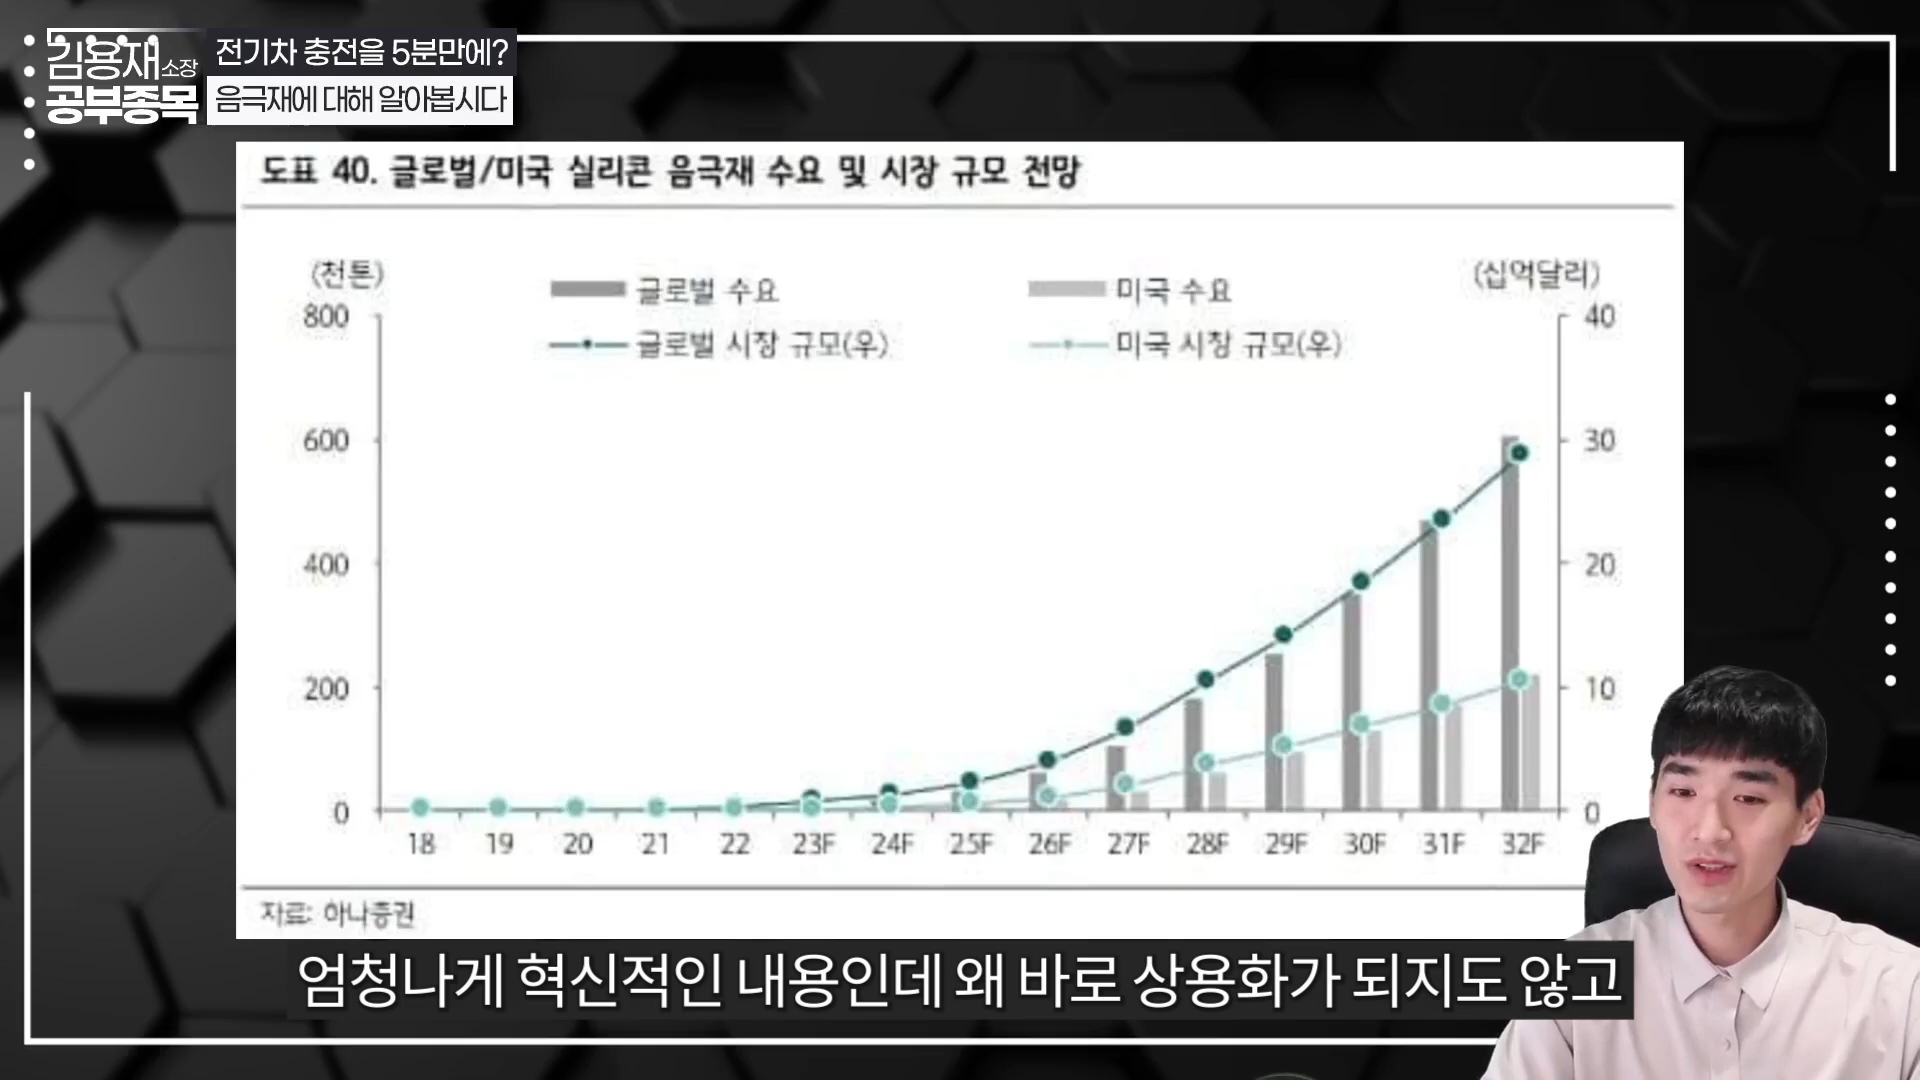 김용재 소장
공부종목
전기차 충전을 5분만에?
음극재에 대해 알아봅시다
도표 40. 글로벌/미국 실리콘 음극재 수요 및 시장 규모 전망
(천톤)
(십억달러)
글로벌 수요
미국 수요
글로벌 시장 규모(우)
미국 시장 규모(우)
800
600
400
200
0
40
30
20
10
0
18 19 20 21 22 23F 24F 25F 26F 27F 28F 29F 30F 31F 32F
자료: 하나증권
엄청나게 혁신적인 내용인데 왜 바로 상용화가 되지도 않고